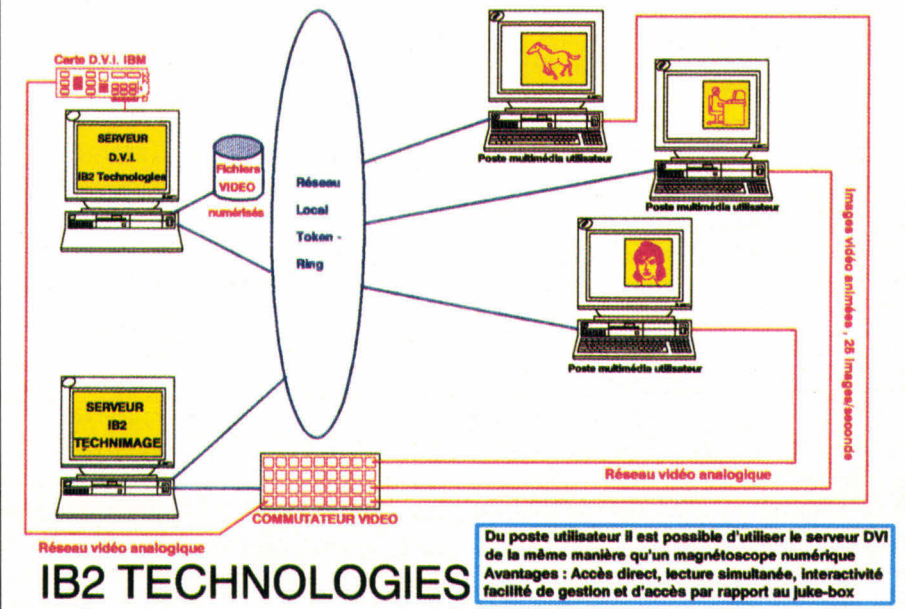 Carte D.V.I. IBM
SERVEUR
D.V.I.
IB2 Technologies
Fichiers
VIDEO
numérisés
Réseau
Local
Token -
Ring
Poste multimédia utilisateur
Poste multimédia utilisateur
Poste multimédia utilisateur
Images vidéo animées , 25 images/seconde
SERVEUR
IB2
TECHNIMAGE
COMMUTATEUR VIDEO
Réseau vidéo analogique
Réseau vidéo analogique
IB2 TECHNOLOGIES
Du poste utilisateur il est possible d'utiliser le serveur DVI
de la même manière qu'un magnétoscope numérique
Avantages : Accès direct, lecture simultanée, interactivité
facilité de gestion et d'accès par rapport au juke-box